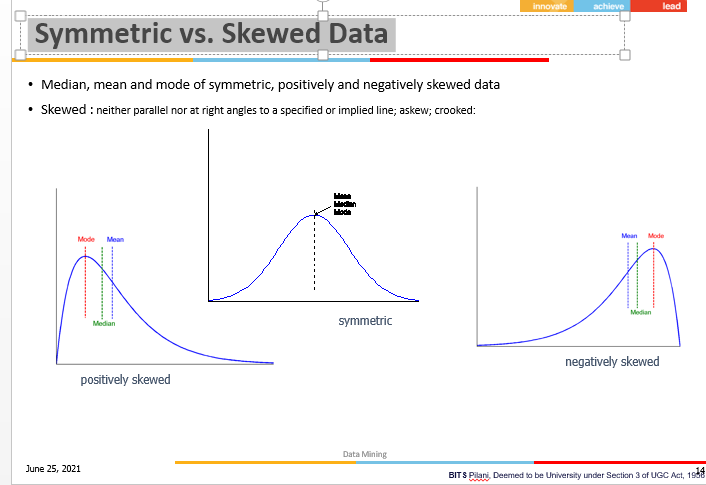 innovate achieve lead
Symmetric vs. Skewed Data
• Median, mean and mode of symmetric, positively and negatively skewed data
• Skewed : neither parallel nor at right angles to a specified or implied line; askew; crooked:
Mean
Median
Mode
symmetric
Mode Mean
Median
positively skewed
Mean Mode
Median
negatively skewed
Data Mining
June 25, 2021
14
BITS Pilani, Deemed to be University under Section 3 of UGC Act, 1956